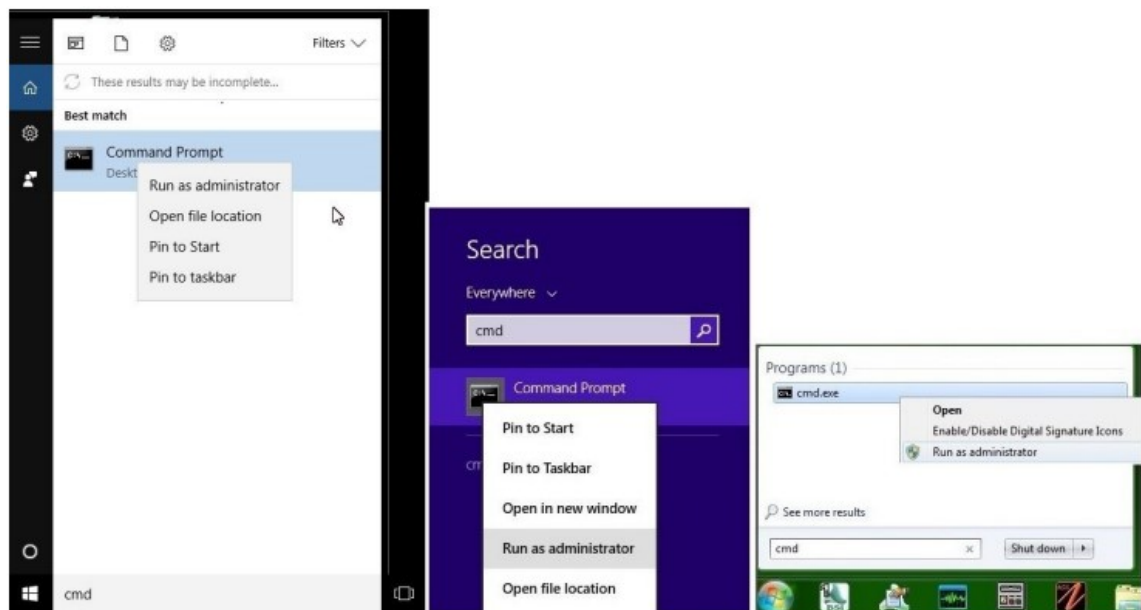 Filters
These results may be incomplete...
Best match
Command Prompt
Deskt
Run as administrator
Open file location
Pin to Start
Pin to taskbar
cmd
Search
Everywhere
cmd
Command Prompt
Pin to Start
Pin to Taskbar
Open in new window
Run as administrator
Open file location
Programs (1)
cmd.exe
Open
Enable/Disable Digital Signature Icons
Run as administrator
See more results
cmd
Shut down